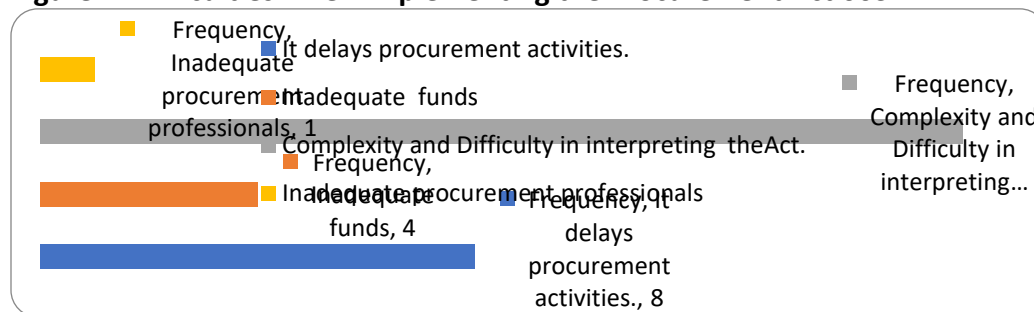 Frequency,
Inadequate
procurement
professionals, 1
It delays procurement activities.
Inadequate funds
Complexity and Difficulty in interpreting theAct.
Inadequate procurement professionals
Frequency,
Complexity and
Difficulty in
interpreting…
Frequency,
Inadequate
funds, 4
Frequency, It
delays
procurement
activities., 8